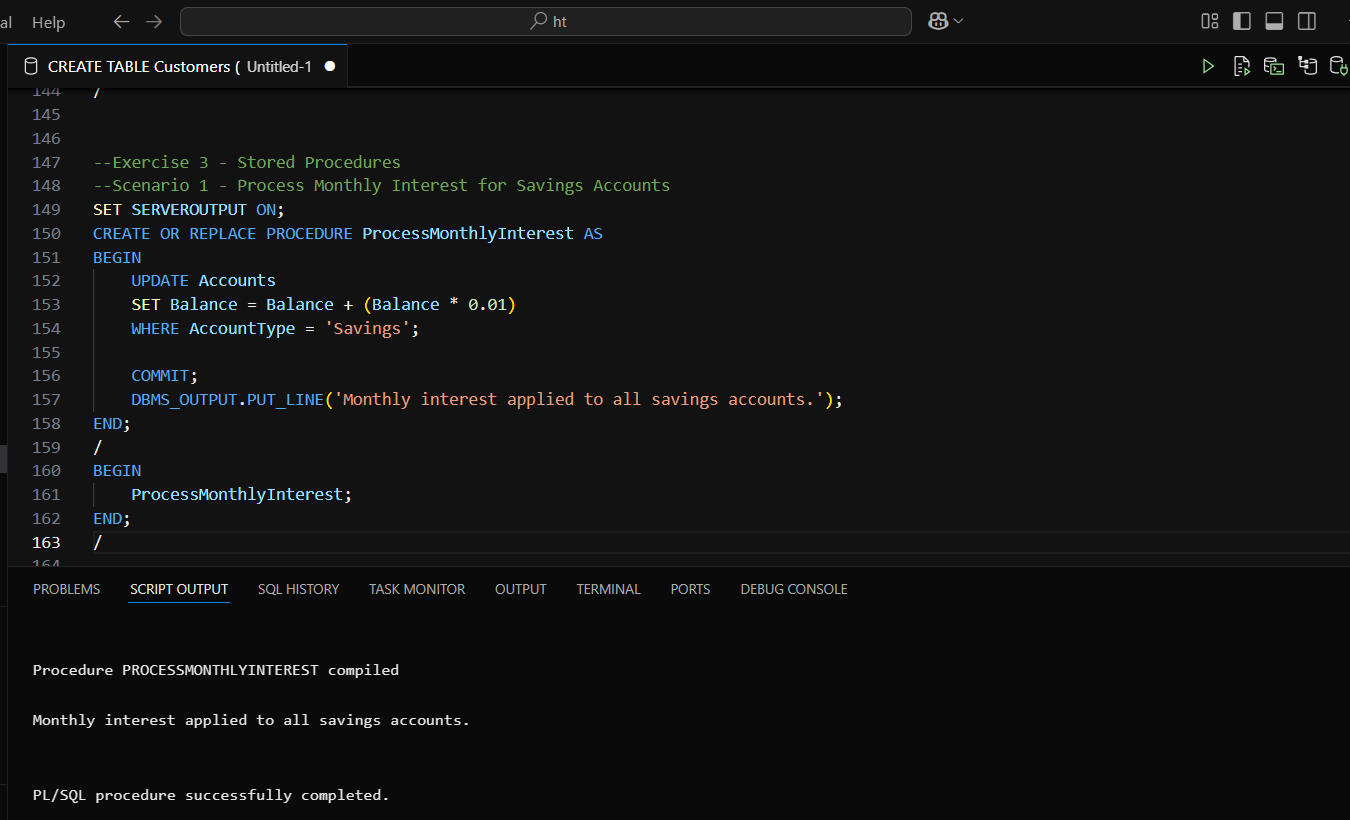 al Help ht
CREATE TABLE Customers ( Untitled-1
144 /
145
146
147 --Exercise 3 - Stored Procedures
148 --Scenario 1 - Process Monthly Interest for Savings Accounts
149 SET SERVEROUTPUT ON;
150 CREATE OR REPLACE PROCEDURE ProcessMonthlyInterest AS
151 BEGIN
152 UPDATE Accounts
153 SET Balance = Balance + (Balance * 0.01)
154 WHERE AccountType = 'Savings';
155
156 COMMIT;
157 DBMS_OUTPUT.PUT_LINE('Monthly interest applied to all savings accounts.');
158 END;
159 /
160 BEGIN
161 ProcessMonthlyInterest;
162 END;
163 /
164
PROBLEMS SCRIPT OUTPUT SQL HISTORY TASK MONITOR OUTPUT TERMINAL PORTS DEBUG CONSOLE
Procedure PROCESSMONTHLYINTEREST compiled
Monthly interest applied to all savings accounts.
PL/SQL procedure successfully completed.